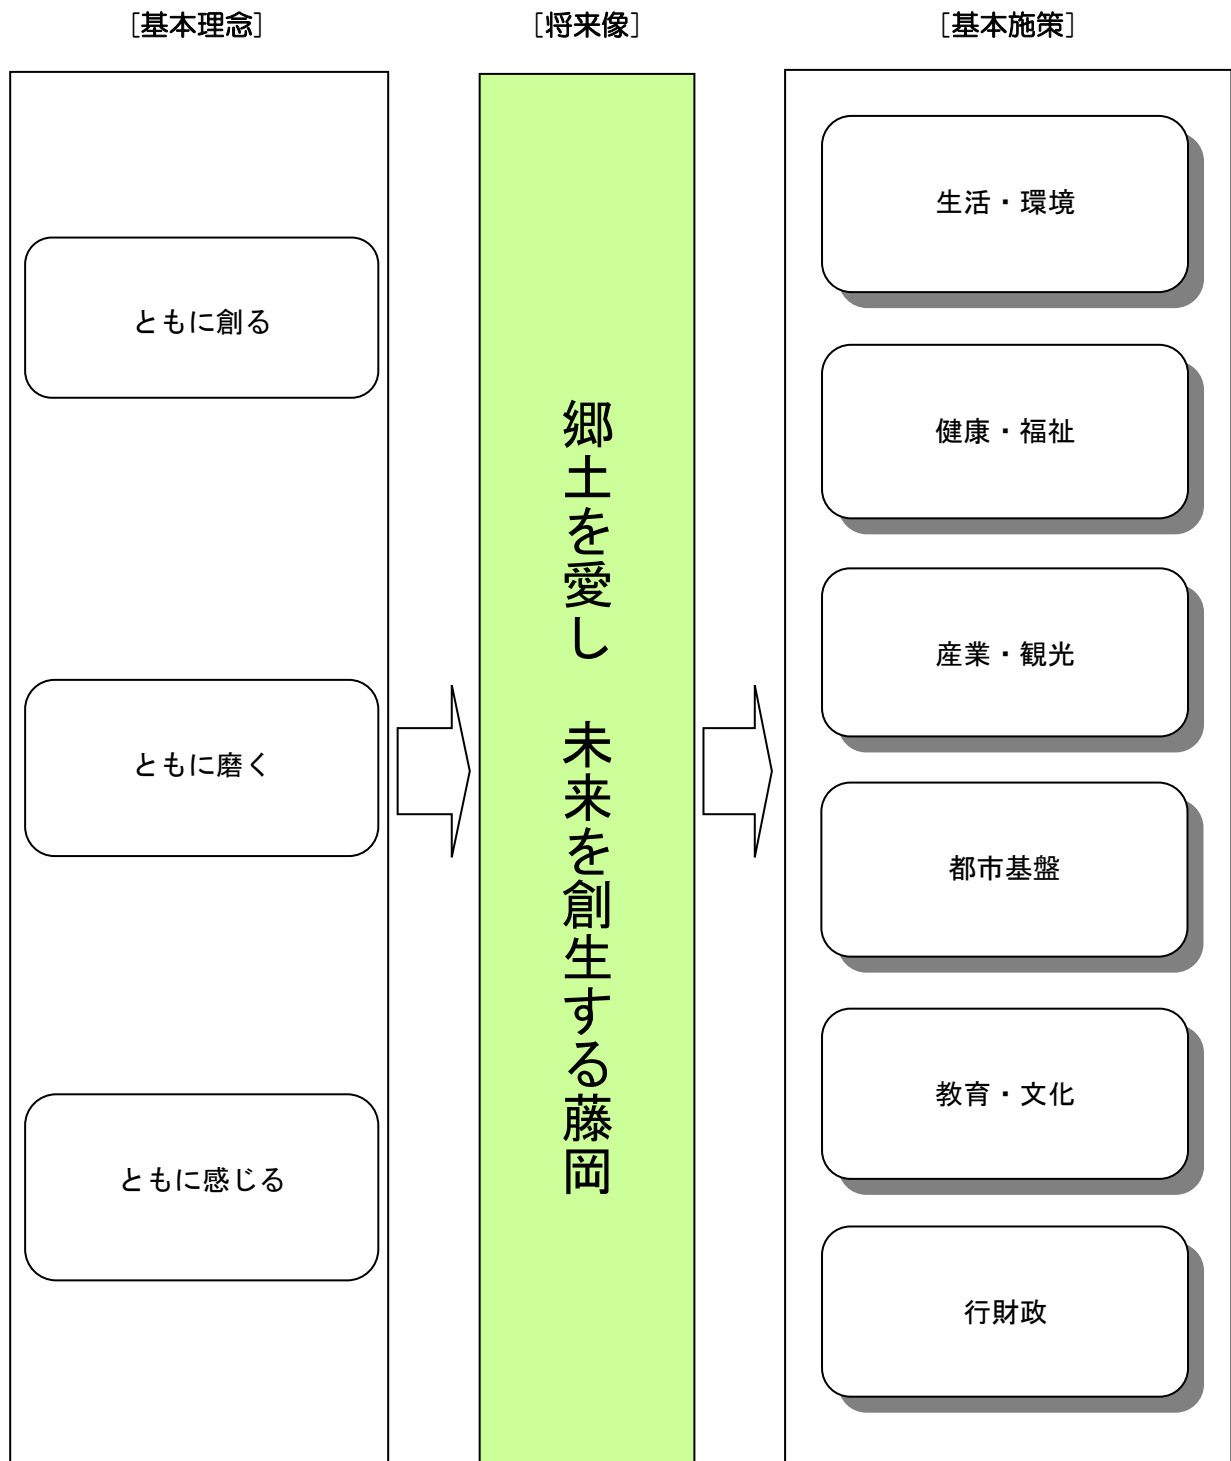 ［基本理念］
ともに創る
ともに磨く
ともに感じる
［将来像］
郷土を愛し　未来を創生する藤岡
［基本施策］
生活・環境
健康・福祉
産業・観光
都市基盤
教育・文化
行財政